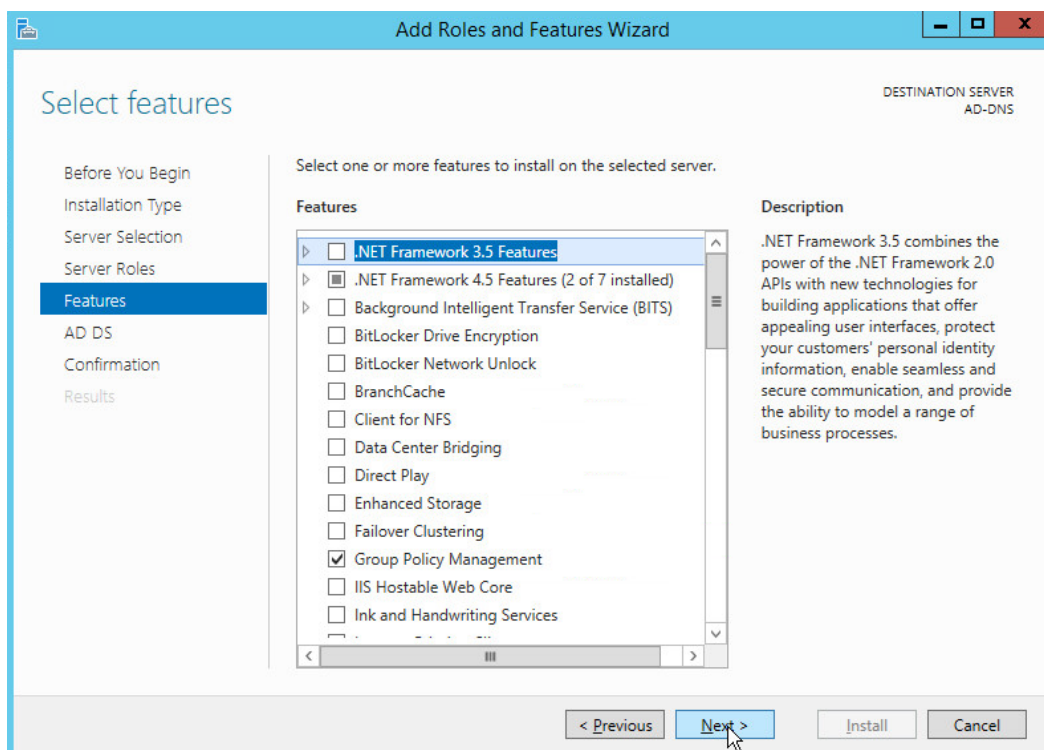 Add Roles and Features Wizard
Select features
DESTINATION SERVER
AD-DNS
Before You Begin
Installation Type
Server Selection
Server Roles
Features
AD DS
Confirmation
Results
Select one or more features to install on the selected server.
Features
.NET Framework 3.5 Features
.NET Framework 4.5 Features (2 of 7 installed)
Background Intelligent Transfer Service (BITS)
BitLocker Drive Encryption
BitLocker Network Unlock
BranchCache
Client for NFS
Data Center Bridging
Direct Play
Enhanced Storage
Failover Clustering
Group Policy Management
IIS Hostable Web Core
Ink and Handwriting Services
Description
.NET Framework 3.5 combines the
power of the .NET Framework 2.0
APIs with new technologies for
building applications that offer
appealing user interfaces, protect
your customers' personal identity
information, enable seamless and
secure communication, and provide
the ability to model a range of
business processes.
< Previous
Next >
Install
Cancel